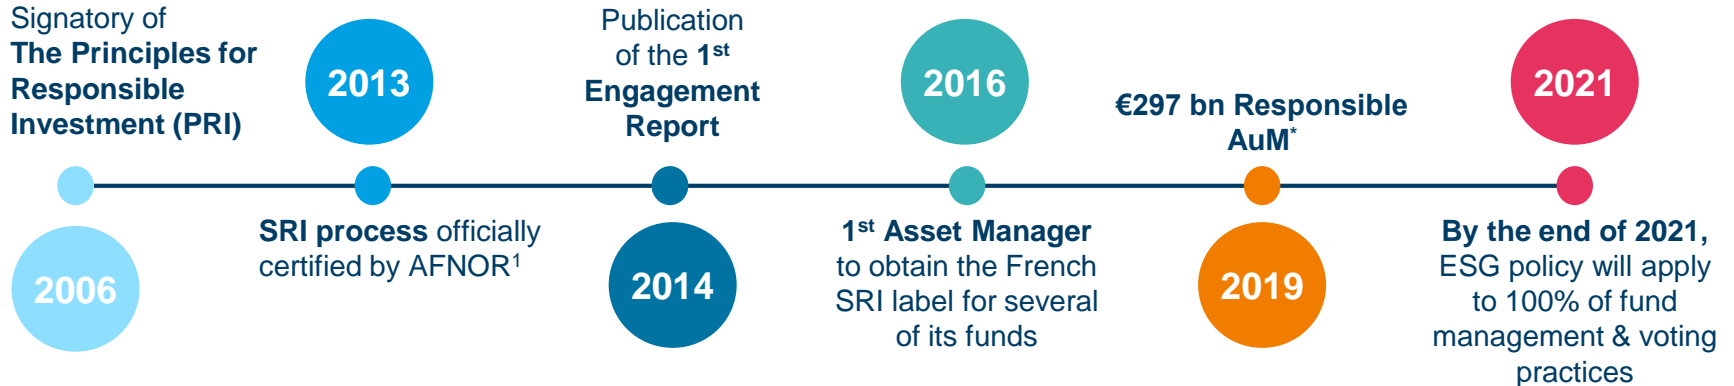 Signatory of
The Principles for
Responsible
Investment (PRI)
2006
2013
SRI process officially
certified by AFNOR¹
Publication
of the 1ˢᵗ
Engagement
Report
2014
2016
1ˢᵗ Asset Manager
to obtain the French
SRI label for several
of its funds
€297 bn Responsible
AuM*
2019
2021
By the end of 2021,
ESG policy will apply
to 100% of fund
management & voting
practices